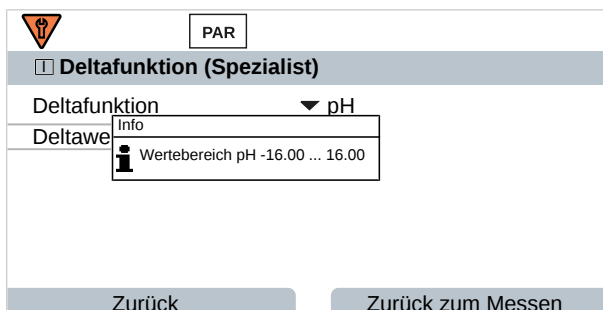 PAR
I Deltafunktion (Spezialist)
Deltafunktion pH
Info
Deltawe
Wertebereich pH -16.00 ... 16.00
Zurück Zurück zum Messen